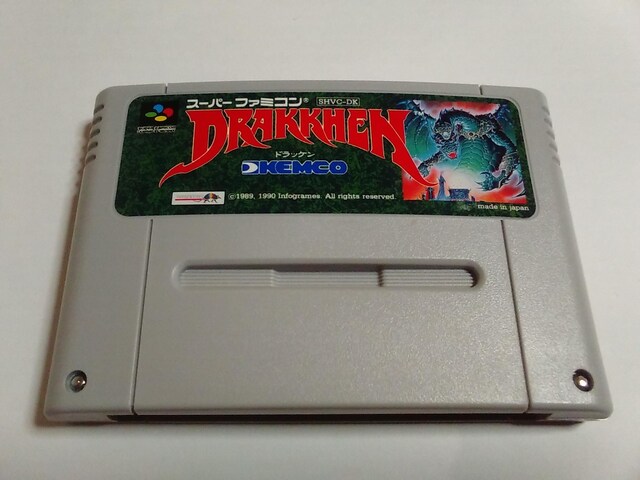 スーパーファミコン® SHVC-DK
DRAKKHEN
ドラッケン
KEMCO
©1989, 1990 Infogrames. All rights reserved.
made in japan